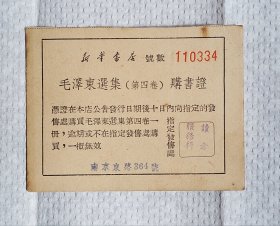 新華書店 號數 110334
毛澤東選集(第四卷)購書證
憑證在本店公告發行日期後十日內向指定的發
售處購買毛澤東選集第四卷一
冊,逾期或不在指定發售處購
買,一概無效
指定發售處
南京東路364號